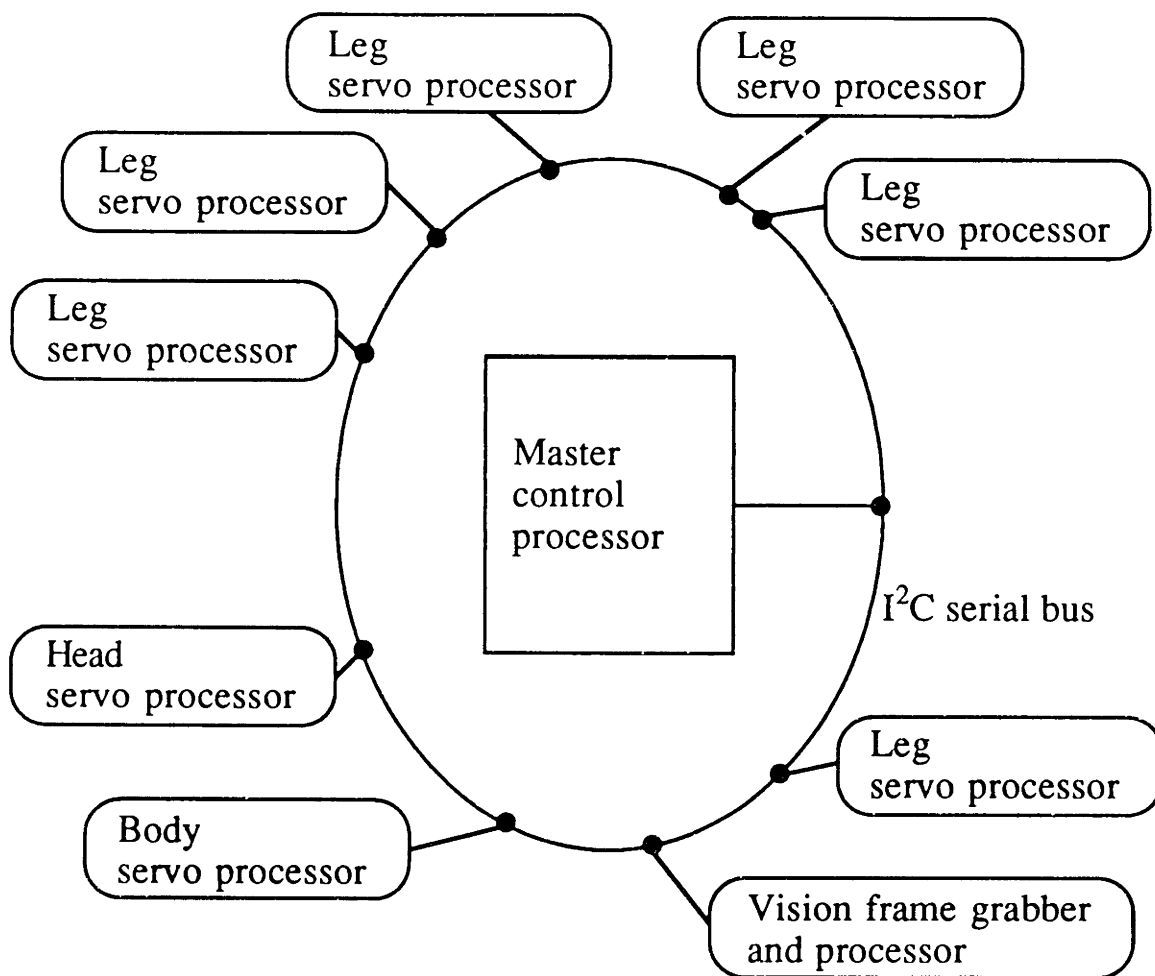 Leg
servo processor
Leg
servo processor
Leg
servo processor
Leg
servo processor
Leg
servo processor
Master
control
processor
I²C serial bus
Head
servo processor
Leg
servo processor
Body
servo processor
Vision frame grabber
and processor